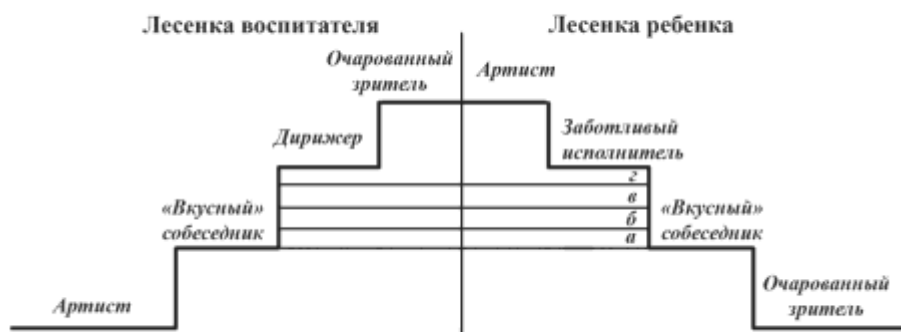 Лесенка воспитателя
Лесенка ребенка
Очарованный
зритель
Артист
Дирижер
Заботливый
исполнитель
г
в
б
а
«Вкусный»
собеседник
«Вкусный»
собеседник
Артист
Очарованный
зритель